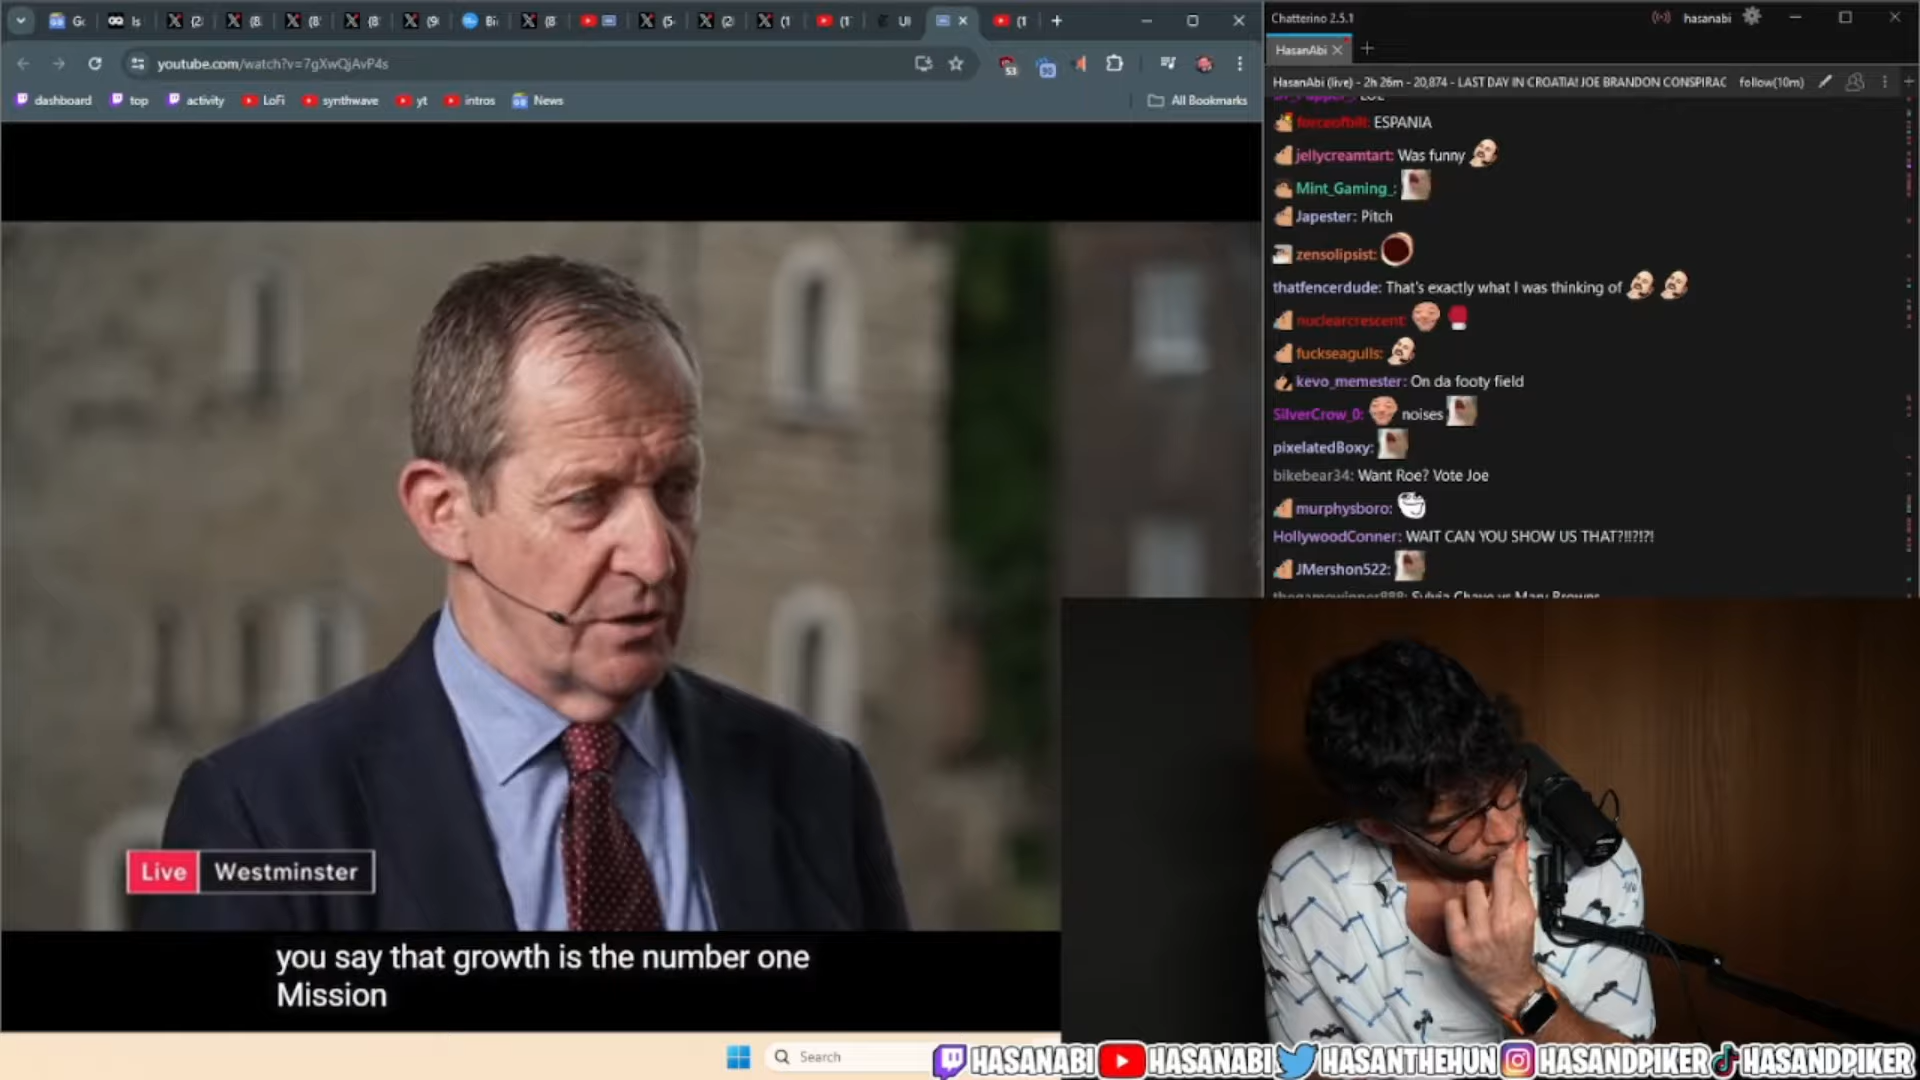 Chatterino 2.5.1
hasanabi
youtube.com/watch?v=7gXwQjAvP4s
HasanAbi
dashboard
top
activity
LoFi
synthwave
yt
intros
News
All Bookmarks
HasanAbi (live) - 2h 26m - 20,874 - LAST DAY IN CROATIA! JOE BRANDON CONSPIRAC
follow(10m)
forceofbill: ESPANIA
jellycreamtart: Was funny
Mint_Gaming_:
Japester: Pitch
zensolipsist:
thatfencerdude: That's exactly what I was thinking of
nuclearcrescent:
fuckseagulls:
kevo_memester: On da footy field
SilverCrow_0: noises
pixelatedBoxy:
bikebear34: Want Roe? Vote Joe
murphysboro:
HollywoodConner: WAIT CAN YOU SHOW US THAT?!!?!?!
JMershon522:
Live Westminster
you say that growth is the number one
Mission
Search
HASANABI
HASANABI
HASANTHEHUN
HASANDPIKER
HASANDPIKER